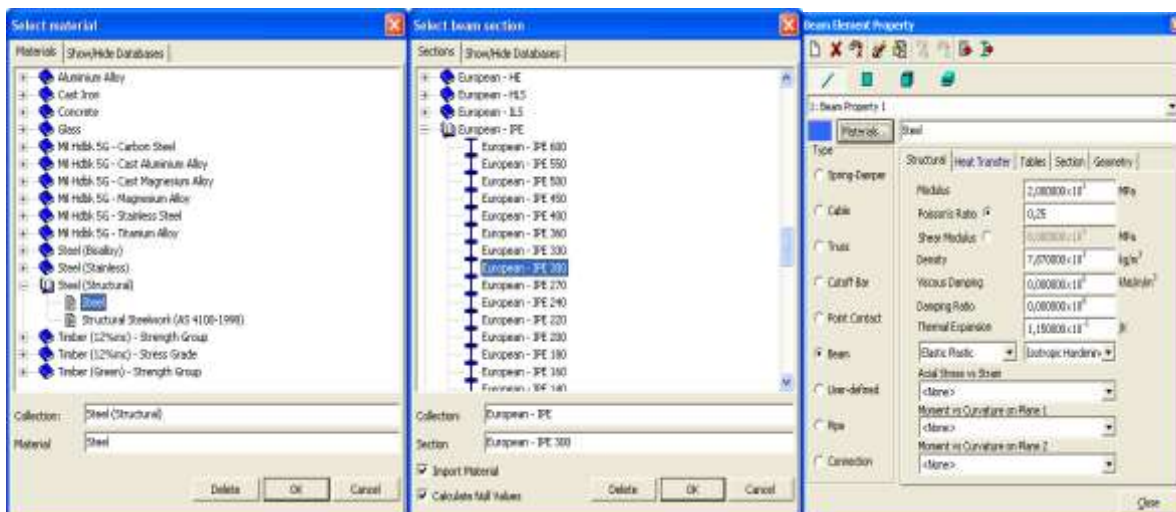 Select material
Materials
Show/Hide Databases
Aluminium Alloy
Cast Iron
Concrete
Glass
Mil Hdbk 5G - Carbon Steel
Mil Hdbk 5G - Cast Aluminium Alloy
Mil Hdbk 5G - Cast Magnesium Alloy
Mil Hdbk 5G - Magnesium Alloy
Mil Hdbk 5G - Stainless Steel
Mil Hdbk 5G - Titanium Alloy
Steel (Bisalloy)
Steel (Stainless)
Steel (Structural)
Steel
Structural Steelwork (AS 4100-1998)
Timber (12%mc) - Strength Group
Timber (12%mc) - Stress Grade
Timber (Green) - Strength Group
Collection: Steel (Structural)
Material Steel
Delete OK Cancel
Select beam section
Sections
Show/Hide Databases
European - HE
European - HLS
European - ILS
European - IPE
European - IPE 600
European - IPE 550
European - IPE 500
European - IPE 450
European - IPE 400
European - IPE 360
European - IPE 330
European - IPE 300
European - IPE 270
European - IPE 240
European - IPE 220
European - IPE 200
European - IPE 180
European - IPE 160
European - IPE 140
Collection European - IPE
Section European - IPE 300
Import Material
Calculate Null Values
Delete OK Cancel
Beam Element Property
1: Beam Property 1
Materials... Steel
Type
Spring-Damper
Cable
Truss
Cutoff Bar
Point Contact
Beam
User-defined
Pipe
Connection
Structural Heat Transfer Tables Section Geometry
Modulus MPa
Poisson's Ratio 0,25
Shear Modulus MPa
Density kg/m³
Viscous Damping
Damping Ratio
Thermal Expansion
Elastic Plastic Isotropic Hardening
Axial Stress vs Strain
<None>
Moment vs Curvature on Plane 1
<None>
Moment vs Curvature on Plane 2
<None>
Close